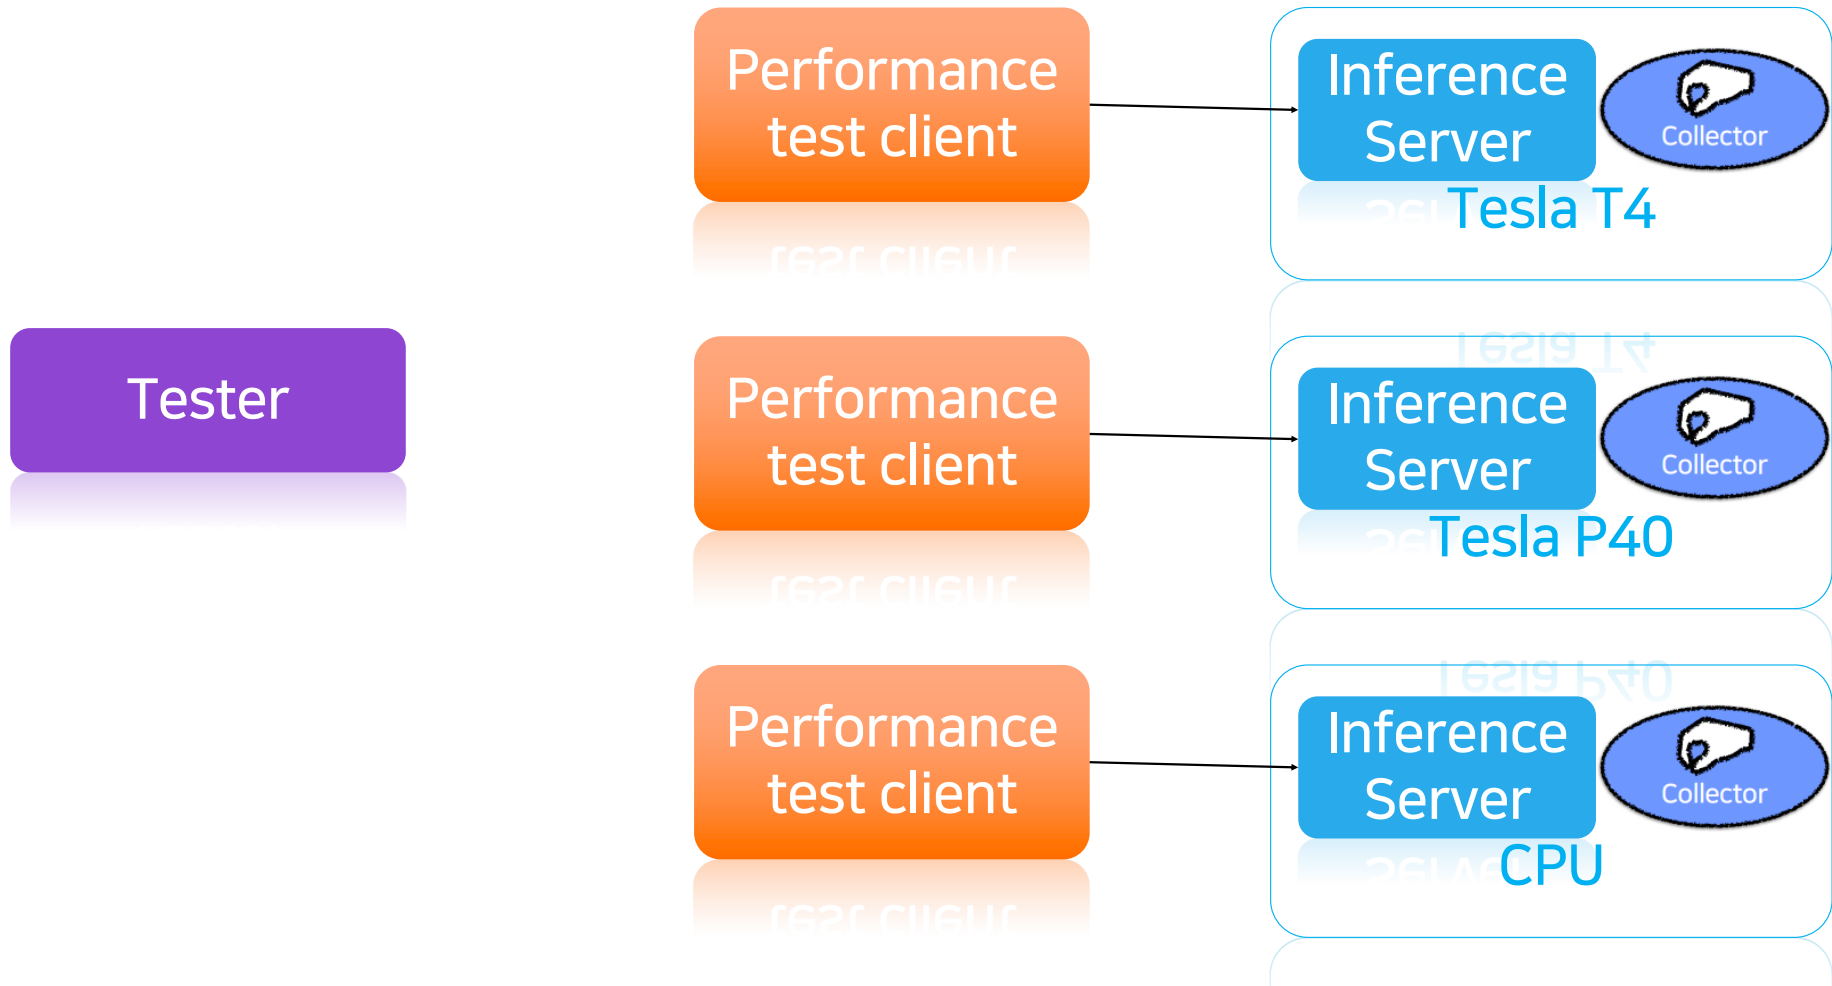 Performance
test client
Inference
Server
Collector
Tesla T4
Tester
Performance
test client
Inference
Server
Collector
Tesla P40
Performance
test client
Inference
Server
Collector
CPU